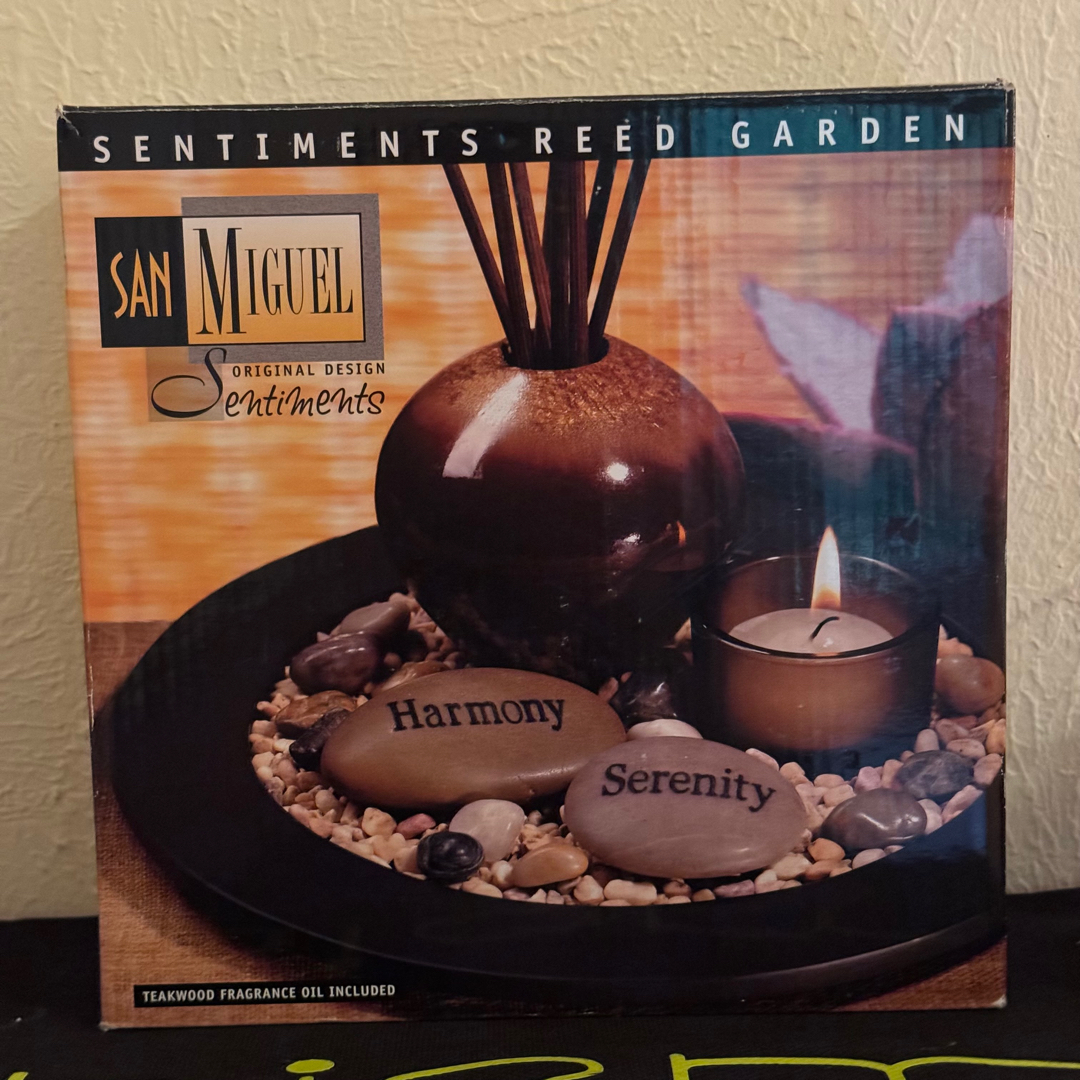 SENTIMENTS REED GARDEN
SAN MIGUEL
ORIGINAL DESIGN
Sentiments
Harmony
Serenity
TEAKWOOD FRAGRANCE OIL INCLUDED